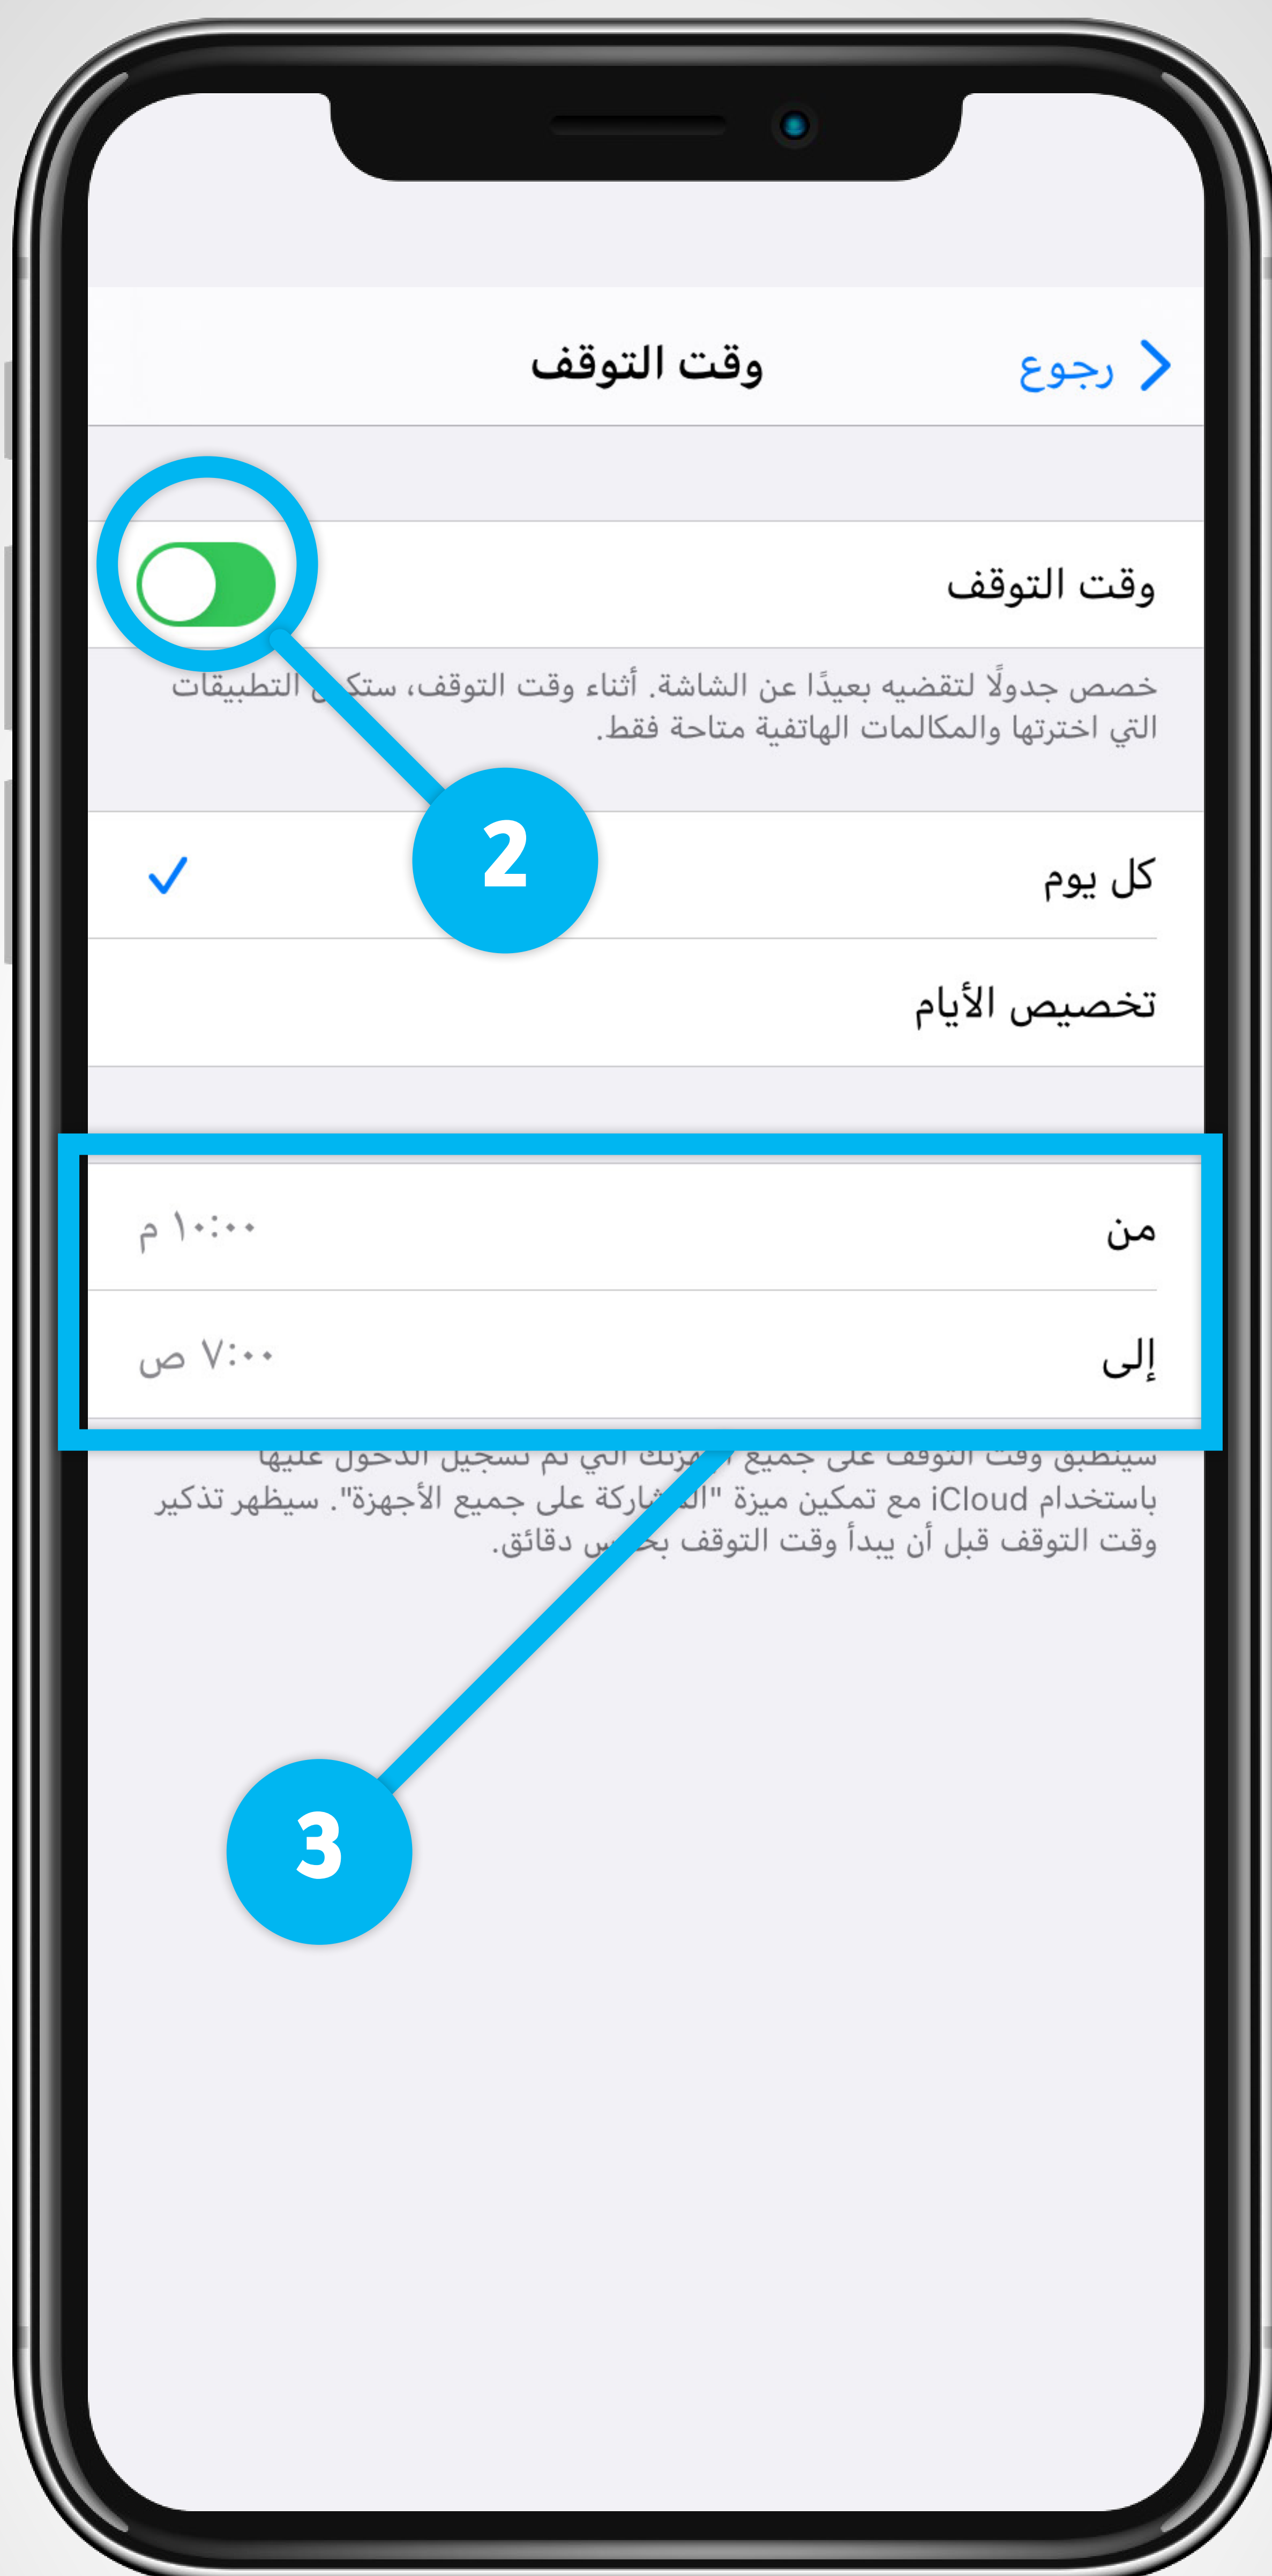 رجوع
وقت التوقف
وقت التوقف
خصص جدولًا لتقضيه بعيدًا عن الشاشة. أثناء وقت التوقف، التطبيقات
التي اخترتها والمكالمات الهاتفية متاحة فقط.
2
كل يوم
تخصيص الأيام
من ١٠:٠٠ م
إلى ٧:٠٠ ص
سينطبق وقت التوقف على جميع التي تم تسجيل الدخول عليها
باستخدام iCloud مع تمكين ميزة "المشاركة على جميع الأجهزة". سيظهر تذكير
وقت التوقف قبل أن يبدأ وقت التوقف بخمس دقائق.
3